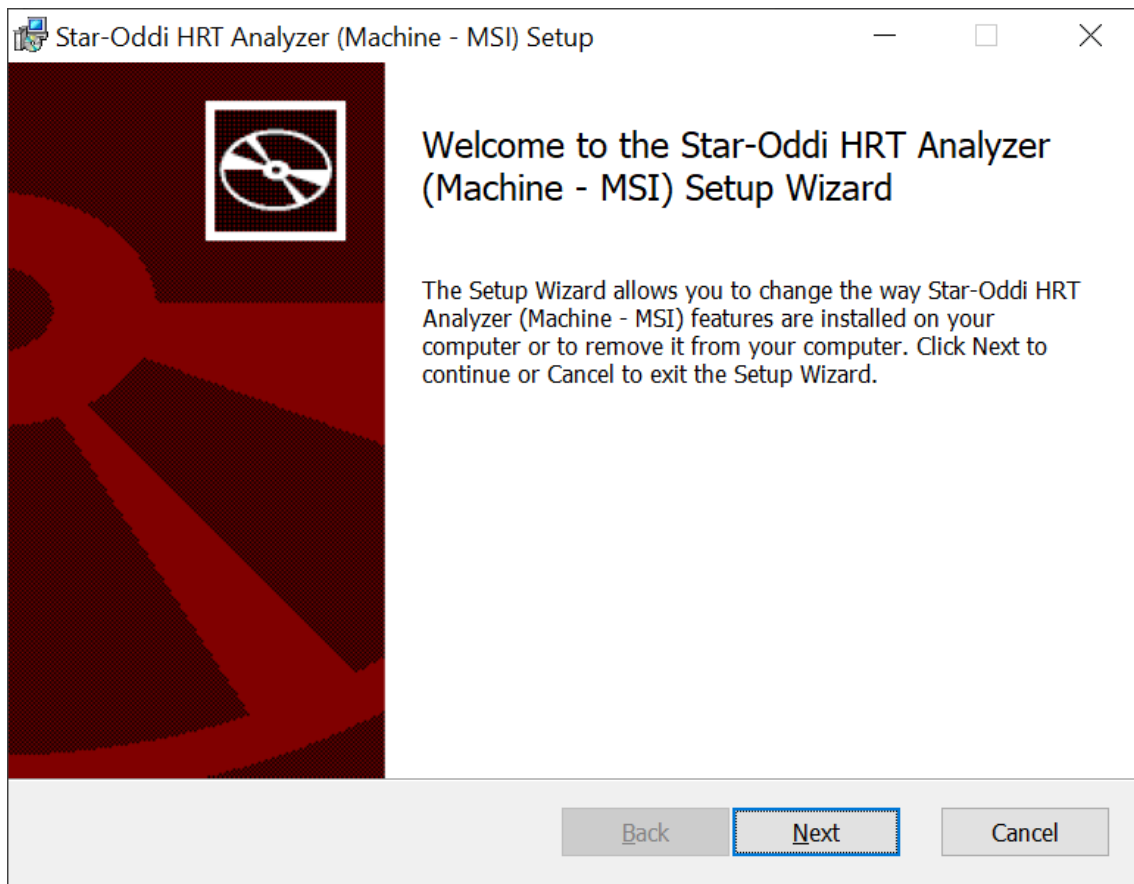 Star-Oddi HRT Analyzer (Machine - MSI) Setup
Welcome to the Star-Oddi HRT Analyzer
(Machine - MSI) Setup Wizard
The Setup Wizard allows you to change the way Star-Oddi HRT
Analyzer (Machine - MSI) features are installed on your
computer or to remove it from your computer. Click Next to
continue or Cancel to exit the Setup Wizard.
Back Next Cancel